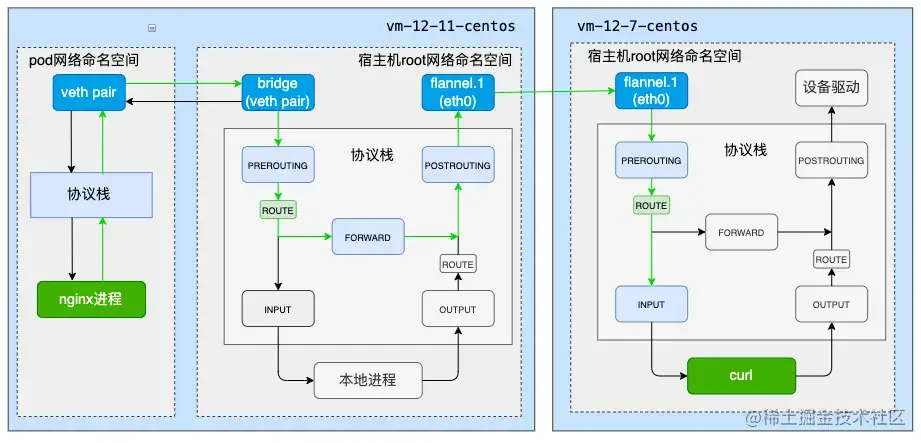 vm-12-11-centos
pod网络命名空间
veth pair
协议栈
nginx进程
宿主机root网络命名空间
bridge
(veth pair)
flannel.1
(eth0)
协议栈
PREROUTING
POSTROUTING
ROUTE
FORWARD
ROUTE
INPUT
OUTPUT
本地进程
vm-12-7-centos
宿主机root网络命名空间
flannel.1
(eth0)
设备驱动
协议栈
PREROUTING
POSTROUTING
ROUTE
FORWARD
ROUTE
INPUT
OUTPUT
curl
@稀土掘金技术社区